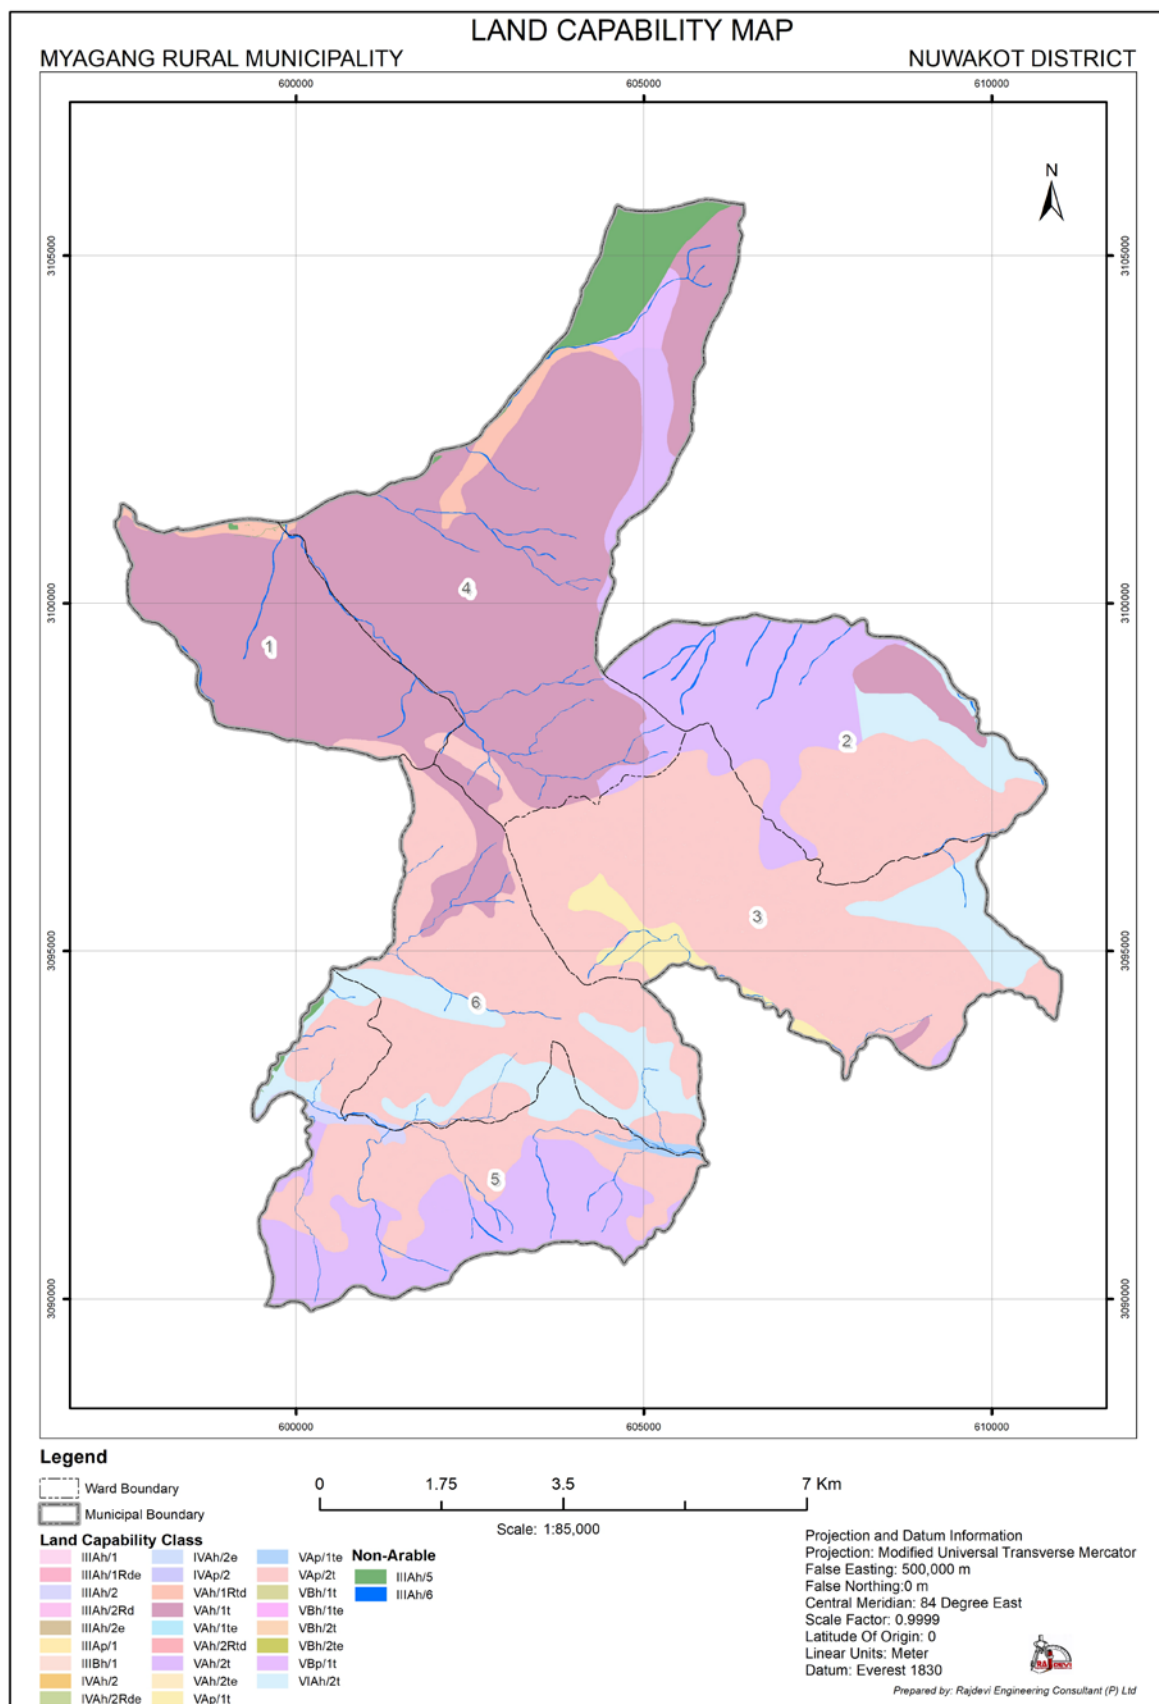 LAND CAPABILITY MAP
MYAGANG RURAL MUNICIPALITY
NUWAKOT DISTRICT
600000 605000 610000
N
3105000 3105000
3100000 3100000
3095000 3095000
3090000 3090000
4
1
2
3
6
5
600000 605000 610000
Legend
Ward Boundary
Municipal Boundary
0 1.75 3.5 7 Km
Scale: 1:85,000
Land Capability Class
IIIAh/1
IIIAh/1Rde
IIIAh/2
IIIAh/2Rd
IIIAh/2e
IIIAp/1
IIIBh/1
IVAh/2
IVAh/2Rde
IVAh/2e
IVAp/2
VAh/1Rtd
VAh/1t
VAh/1te
VAh/2Rtd
VAh/2t
VAh/2te
VAp/1t
VAp/1te
VAp/2t
VBh/1t
VBh/1te
VBh/2t
VBh/2te
VBp/1t
VIAh/2t
Non-Arable
IIIAh/5
IIIAh/6
Projection and Datum Information
Projection: Modified Universal Transverse Mercator
False Easting: 500,000 m
False Northing:0 m
Central Meridian: 84 Degree East
Scale Factor: 0.9999
Latitude Of Origin: 0
Linear Units: Meter
Datum: Everest 1830
Prepared by: Rajdevi Engineering Consultant (P) Ltd